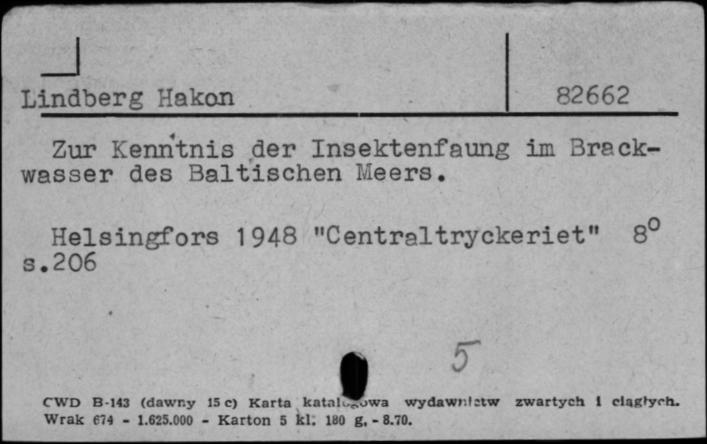 Lindberg Hakon 82662
Zur Kenntnis der Insektenfaung im Brack-
wasser des Baltischen Meers.
Helsingfors 1948 "Centraltryckeriet" 8⁰
s.206
5
CWD B-143 (dawny 15 c) Karta katalogowa wydawnictw zwartych i ciągłych.
Wrak 674 - 1.625.000 - Karton 5 kl. 180 g. - 8.70.